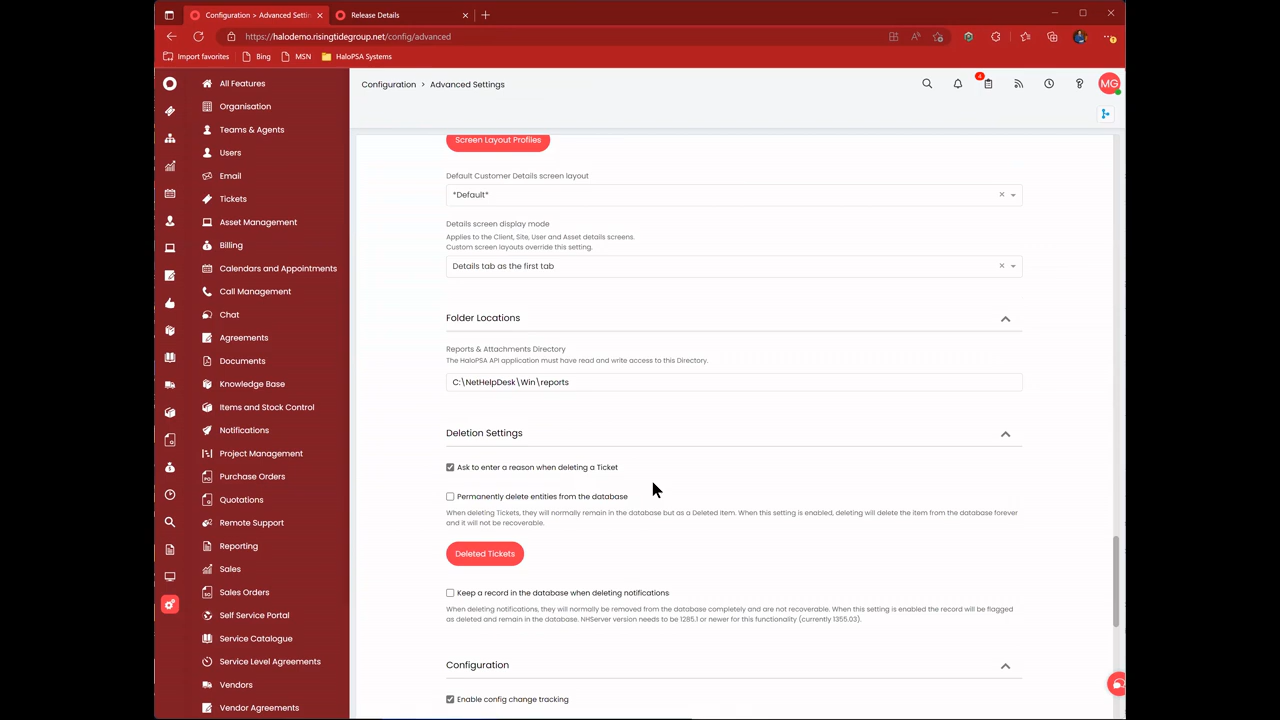 Configuration > Advanced Settin
Release Details
https://halodemo.risingtidegroup.net/config/advanced
Import favorites
Bing
MSN
HaloPSA Systems
All Features
Organisation
Teams & Agents
Users
Email
Tickets
Asset Management
Billing
Calendars and Appointments
Call Management
Chat
Agreements
Documents
Knowledge Base
Items and Stock Control
Notifications
Project Management
Purchase Orders
Quotations
Remote Support
Reporting
Sales
Sales Orders
Self Service Portal
Service Catalogue
Service Level Agreements
Vendors
Vendor Agreements
Configuration > Advanced Settings
4
MG
Screen Layout Profiles
Default Customer Details screen layout
*Default*
Details screen display mode
Applies to the Client, Site, User and Asset details screens.
Custom screen layouts override this setting.
Details tab as the first tab
Folder Locations
Reports & Attachments Directory
The HaloPSA API application must have read and write access to this Directory.
C:\NetHelpDesk\Win\reports
Deletion Settings
Ask to enter a reason when deleting a Ticket
Permanently delete entities from the database
When deleting Tickets, they will normally remain in the database but as a Deleted item. When this setting is enabled, deleting will delete the item from the database forever
and it will not be recoverable.
Deleted Tickets
Keep a record in the database when deleting notifications
When deleting notifications, they will normally be removed from the database completely and are not recoverable. When this setting is enabled the record will be flagged
as deleted and remain in the database. NHServer version needs to be 1285.1 or newer for this functionality (currently 1355.03).
Configuration
Enable config change tracking